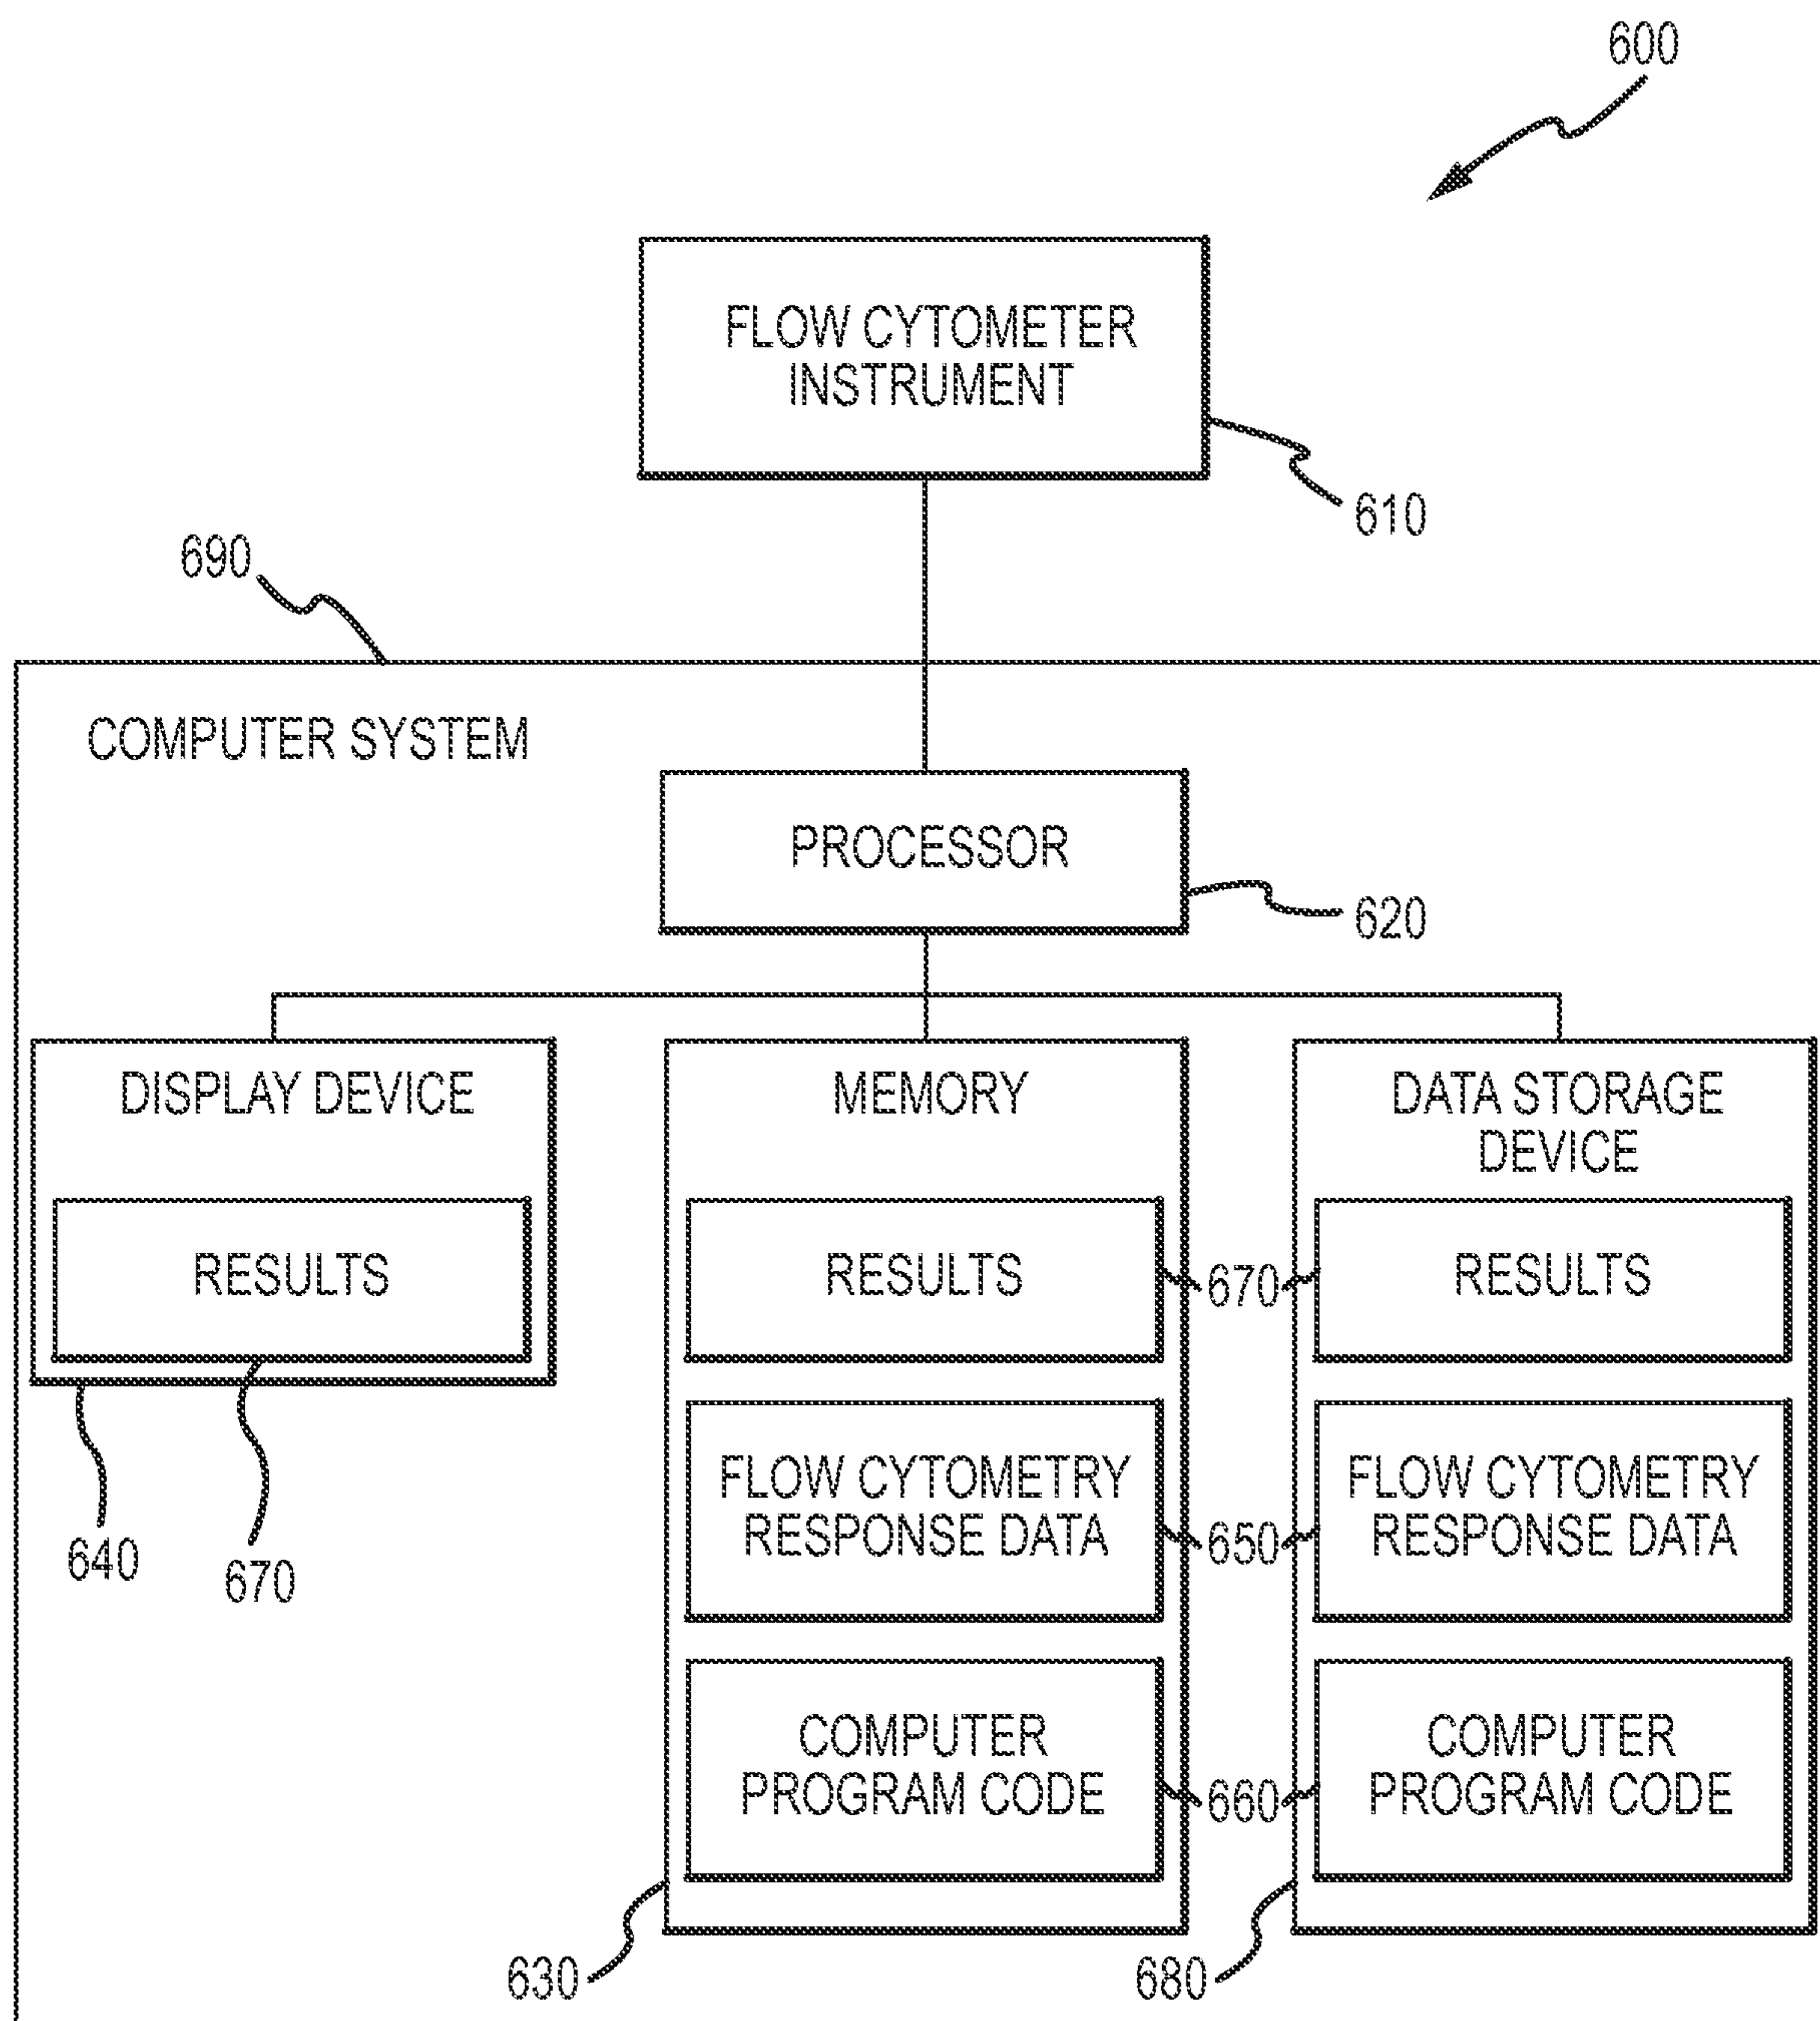 600
FLOW CYTOMETER
INSTRUMENT
610
690
COMPUTER SYSTEM
PROCESSOR
620
DISPLAY DEVICE
RESULTS
640
670
MEMORY
RESULTS
FLOW CYTOMETRY
RESPONSE DATA
COMPUTER
PROGRAM CODE
630
670
650
660
DATA STORAGE
DEVICE
RESULTS
FLOW CYTOMETRY
RESPONSE DATA
COMPUTER
PROGRAM CODE
680